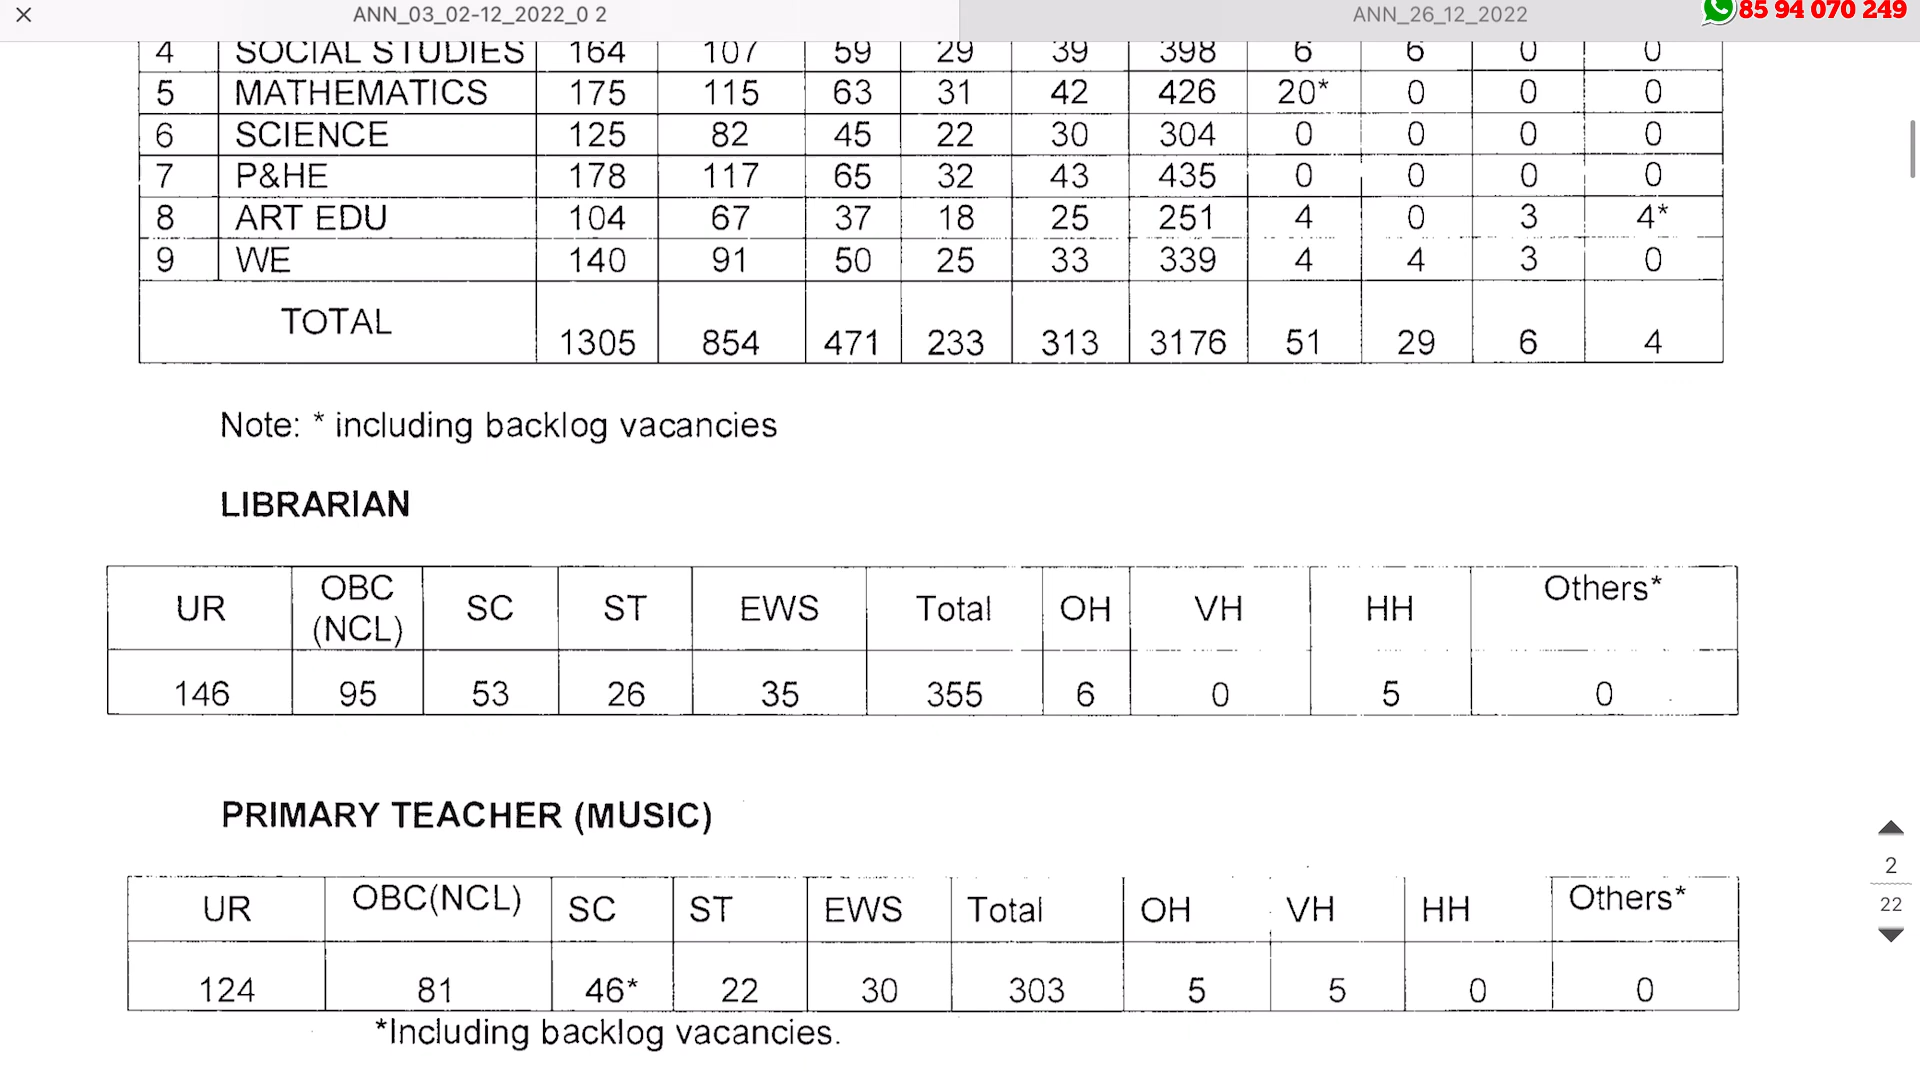 ANN_03_02-12_2022_0 2
ANN_26_12_2022
85 94 070 249
4 SOCIAL STUDIES 164 107 59 29 39 398 6 6 0 0
5 MATHEMATICS 175 115 63 31 42 426 20* 0 0 0
6 SCIENCE 125 82 45 22 30 304 0 0 0 0
7 P&HE 178 117 65 32 43 435 0 0 0 0
8 ART EDU 104 67 37 18 25 251 4 0 3 4*
9 WE 140 91 50 25 33 339 4 4 3 0
TOTAL 1305 854 471 233 313 3176 51 29 6 4
Note: * including backlog vacancies
LIBRARIAN
UR OBC (NCL) SC ST EWS Total OH VH HH Others*
146 95 53 26 35 355 6 0 5 0
PRIMARY TEACHER (MUSIC)
UR OBC(NCL) SC ST EWS Total OH VH HH Others*
124 81 46* 22 30 303 5 5 0 0
*Including backlog vacancies.
2
22